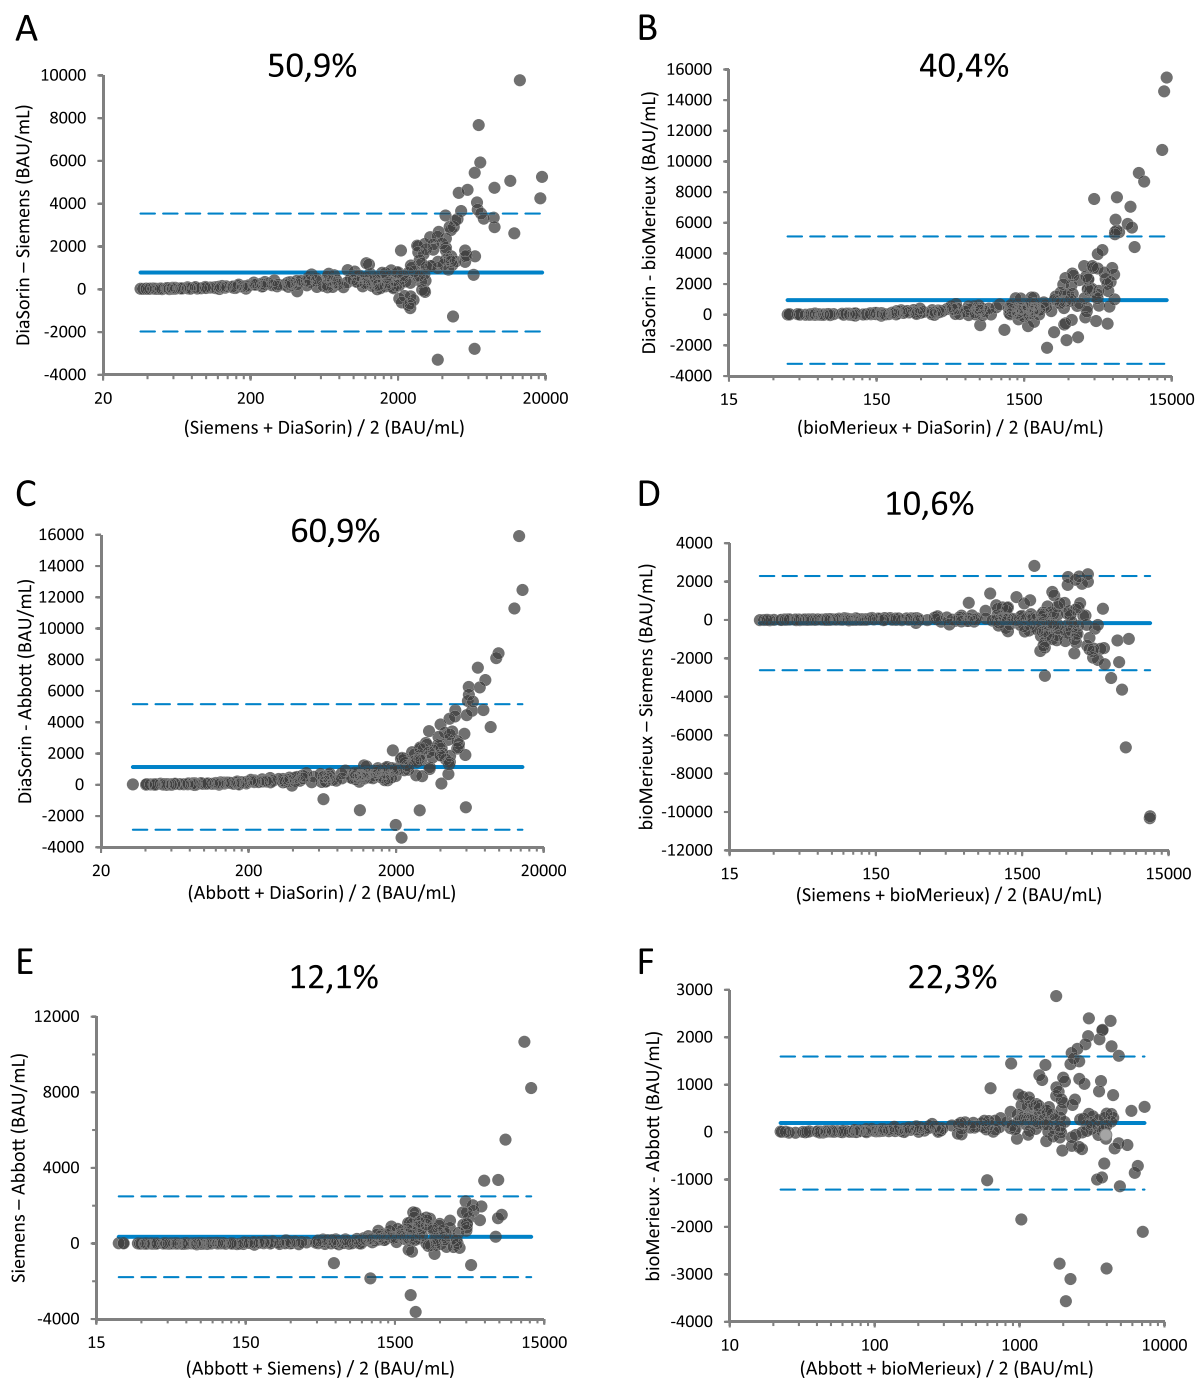 A
50,9%
DiaSorin – Siemens (BAU/mL)
10000
8000
6000
4000
2000
0
-2000
-4000
20 200 2000 20000
(Siemens + DiaSorin) / 2 (BAU/mL)
B
40,4%
DiaSorin - bioMerieux (BAU/mL)
16000
14000
12000
10000
8000
6000
4000
2000
0
-2000
-4000
15 150 1500 15000
(bioMerieux + DiaSorin) / 2 (BAU/mL)
C
60,9%
DiaSorin - Abbott (BAU/mL)
16000
14000
12000
10000
8000
6000
4000
2000
0
-2000
-4000
20 200 2000 20000
(Abbott + DiaSorin) / 2 (BAU/mL)
D
10,6%
bioMerieux – Siemens (BAU/mL)
4000
2000
0
-2000
-4000
-6000
-8000
-10000
-12000
15 150 1500 15000
(Siemens + bioMerieux) / 2 (BAU/mL)
E
12,1%
Siemens – Abbott (BAU/mL)
12000
8000
4000
0
-4000
15 150 1500 15000
(Abbott + Siemens) / 2 (BAU/mL)
F
22,3%
bioMerieux - Abbott (BAU/mL)
3000
2000
1000
0
-1000
-2000
-3000
-4000
10 100 1000 10000
(Abbott + bioMerieux) / 2 (BAU/mL)